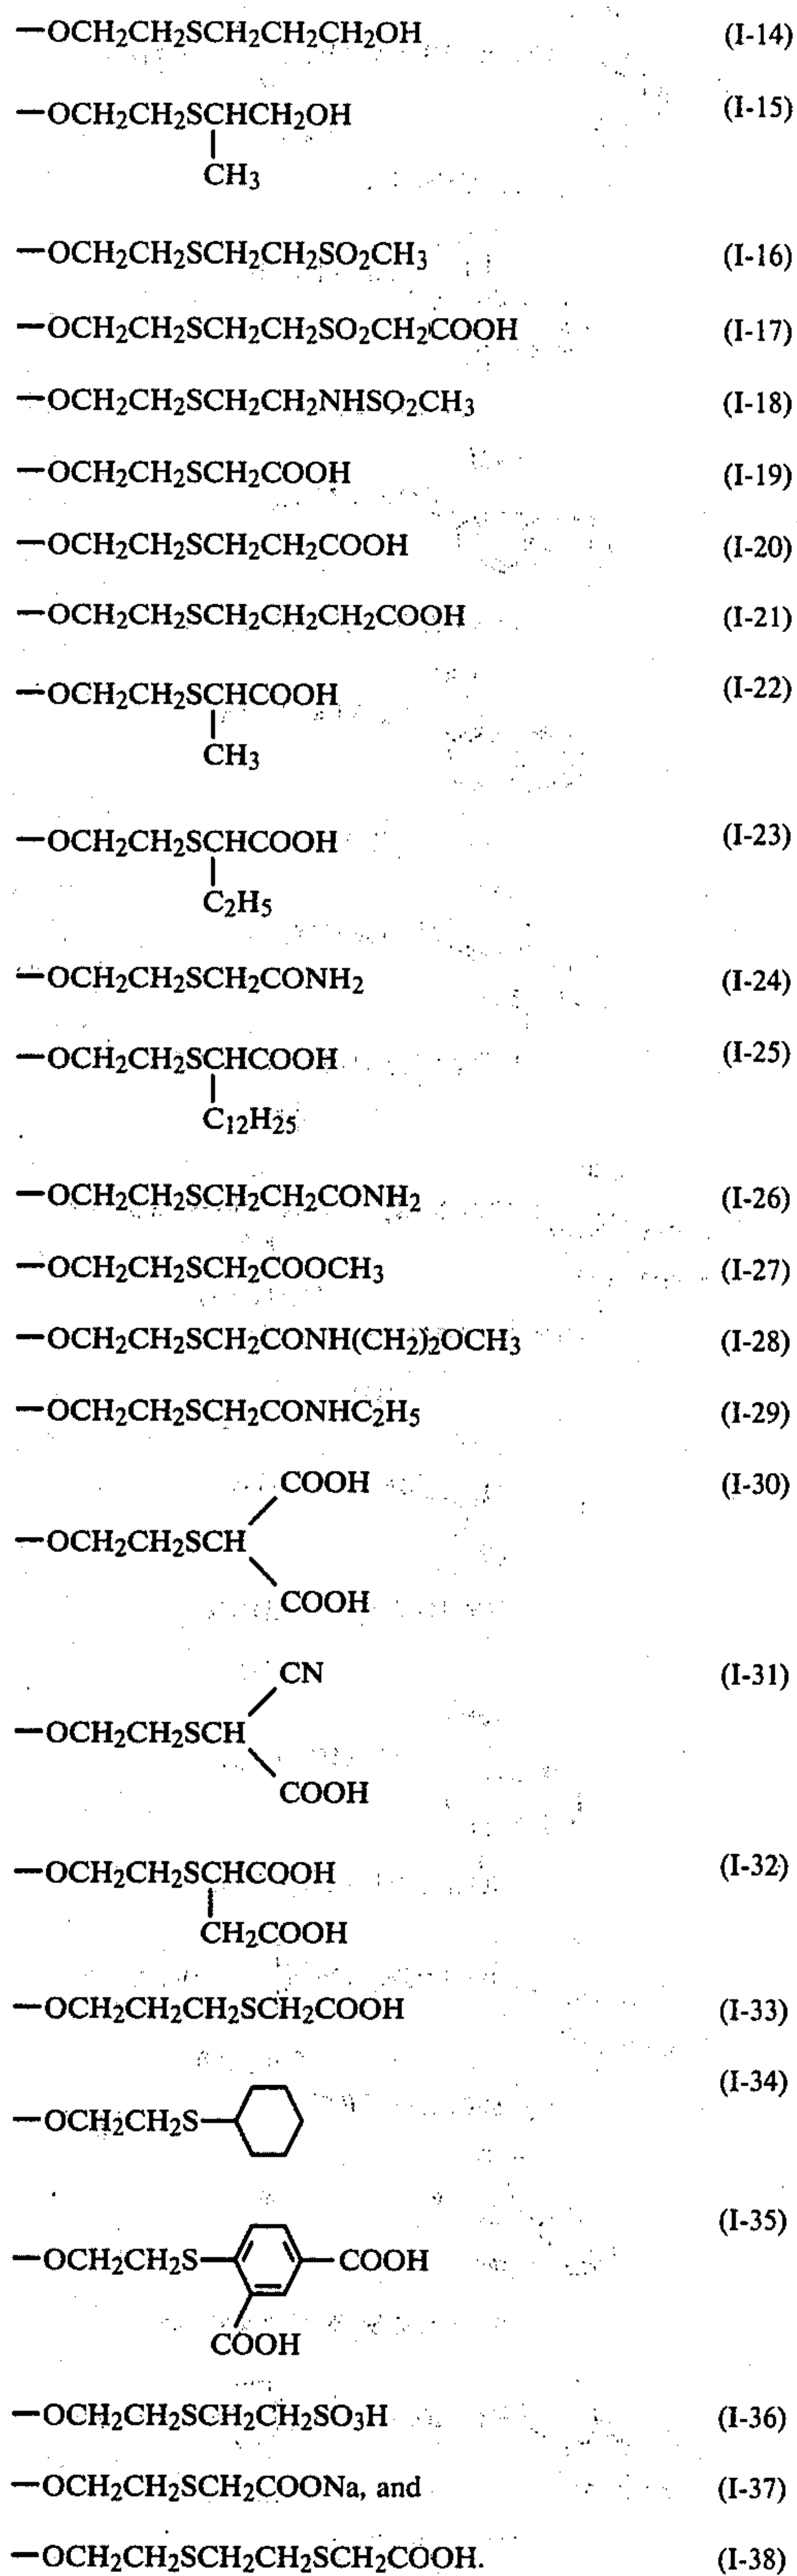 —OCH2CH2SCH2CH2CH2OH (I-14)
—OCH2CH2SCHCH2OH (I-15)
CH3
—OCH2CH2SCH2CH2SO2CH3 (I-16)
—OCH2CH2SCH2CH2SO2CH2COOH (I-17)
—OCH2CH2SCH2CH2NHSO2CH3 (I-18)
—OCH2CH2SCH2COOH (I-19)
—OCH2CH2SCH2CH2COOH (I-20)
—OCH2CH2SCH2CH2CH2COOH (I-21)
—OCH2CH2SCHCOOH (I-22)
CH3
—OCH2CH2SCHCOOH (I-23)
C2H5
—OCH2CH2SCH2CONH2 (I-24)
—OCH2CH2SCHCOOH (I-25)
C12H25
—OCH2CH2SCH2CH2CONH2 (I-26)
—OCH2CH2SCH2COOCH3 (I-27)
—OCH2CH2SCH2CONH(CH2)2OCH3 (I-28)
—OCH2CH2SCH2CONHC2H5 (I-29)
COOH (I-30)
—OCH2CH2SCH
COOH
CN (I-31)
—OCH2CH2SCH
COOH
—OCH2CH2SCHCOOH (I-32)
CH2COOH
—OCH2CH2CH2SCH2COOH (I-33)
(I-34)
—OCH2CH2S—
(I-35)
—OCH2CH2S— —COOH
COOH
—OCH2CH2SCH2CH2SO3H (I-36)
—OCH2CH2SCH2COONa, and (I-37)
—OCH2CH2SCH2CH2SCH2COOH. (I-38)